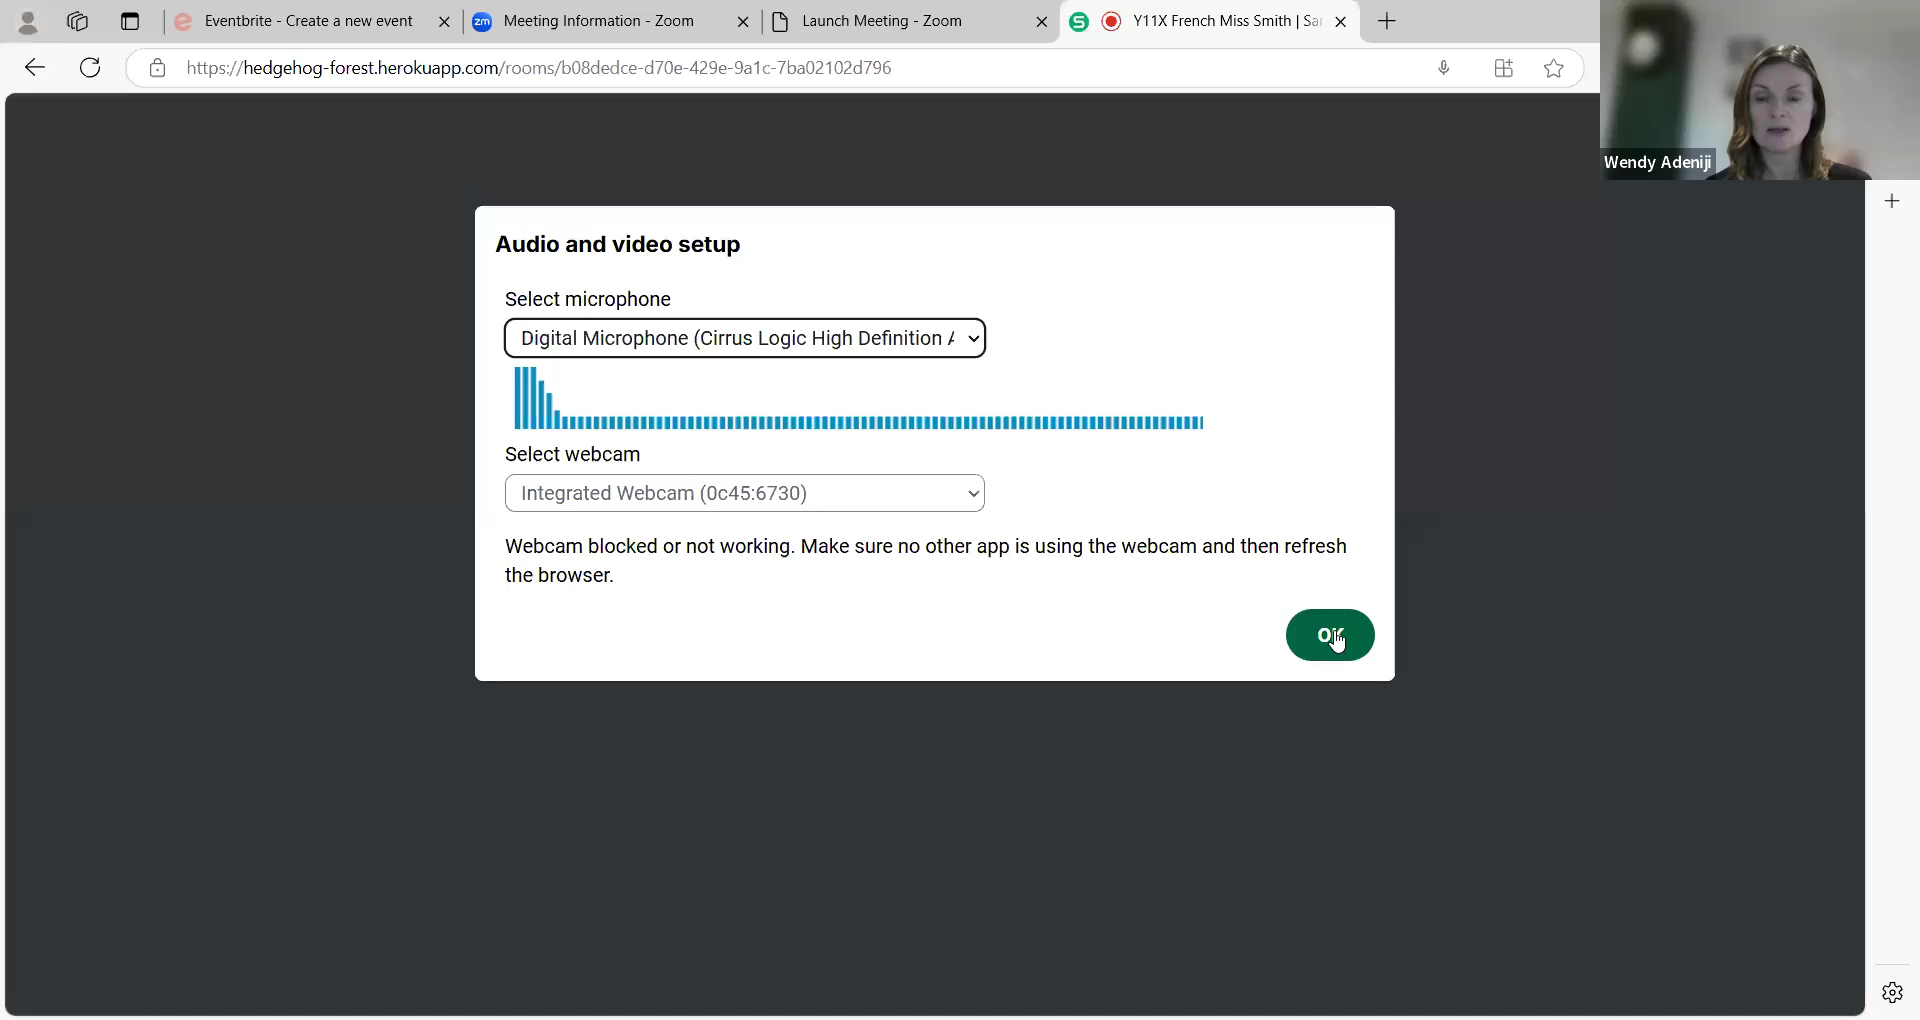 Eventbrite - Create a new event
zm
Meeting Information - Zoom
Launch Meeting - Zoom
S
Y11X French Miss Smith | Sa
https://hedgehog-forest.herokuapp.com/rooms/b08dedce-d70e-429e-9a1c-7ba02102d796
Wendy Adeniji
Audio and video setup
Select microphone
Digital Microphone (Cirrus Logic High Definition A
Select webcam
Integrated Webcam (0c45:6730)
Webcam blocked or not working. Make sure no other app is using the webcam and then refresh
the browser.
OK